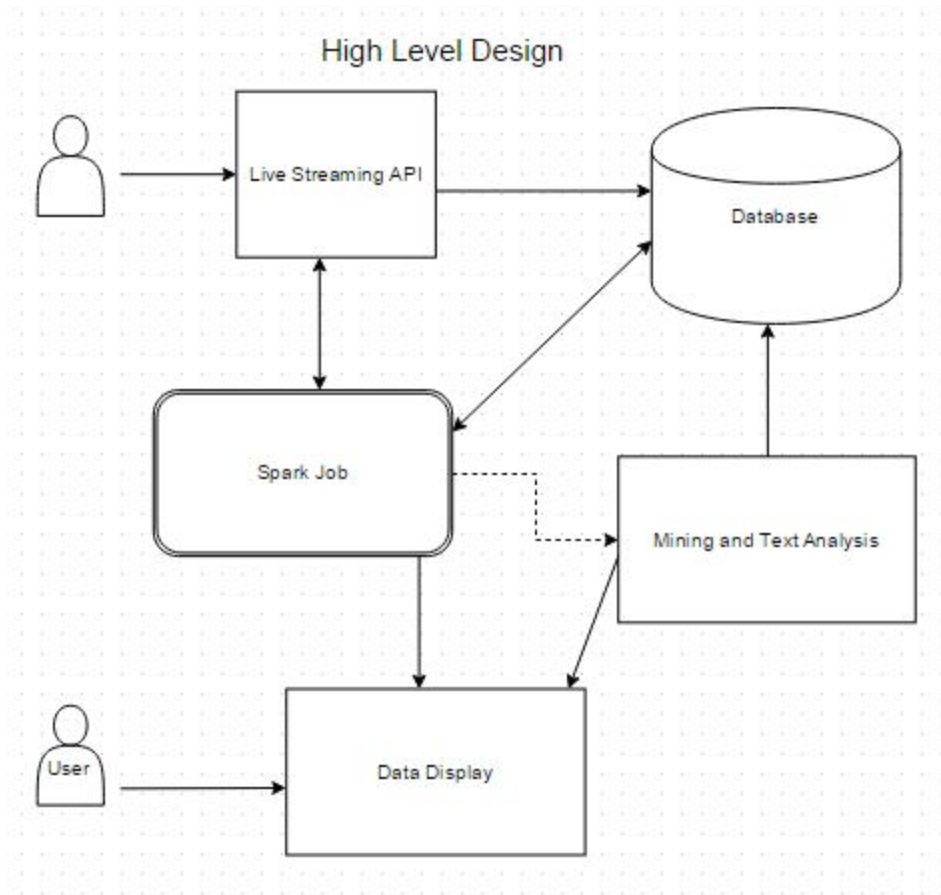 High Level Design
Live Streaming API
Database
Spark Job
Mining and Text Analysis
User
Data Display